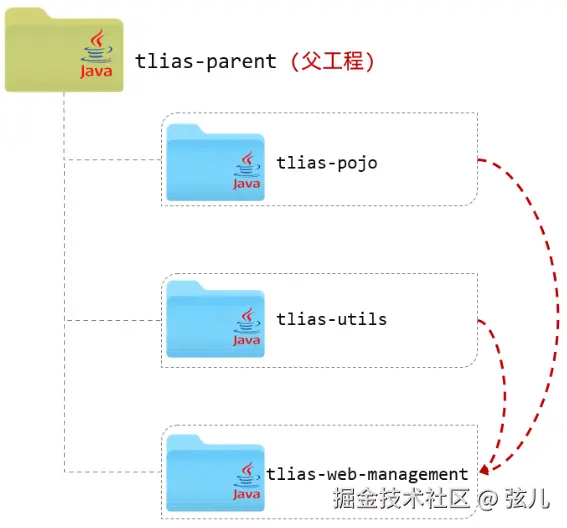 Java
tlias-parent (父工程)
Java
tlias-pojo
Java
tlias-utils
Java
tlias-web-management
掘金技术社区 @ 弦儿